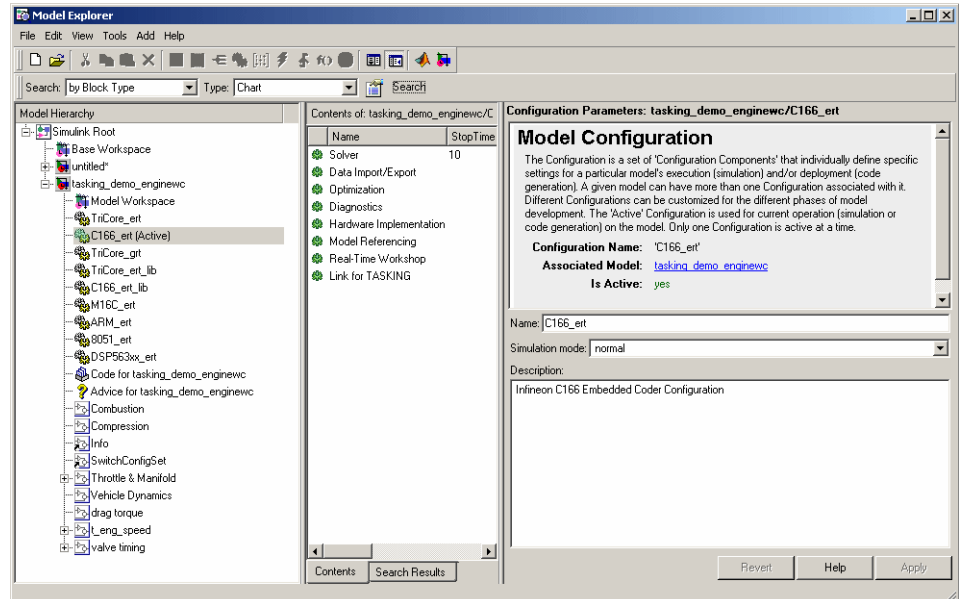 Model Explorer
File Edit View Tools Add Help
Search: by Block Type Type: Chart Search
Model Hierarchy
Simulink Root
Base Workspace
untitled*
tasking_demo_enginewc
Model Workspace
TriCore_ert
C166_ert (Active)
TriCore_grt
TriCore_ert_lib
C166_ert_lib
M16C_ert
ARM_ert
8051_ert
DSP563xx_ert
Code for tasking_demo_enginewc
Advice for tasking_demo_enginewc
Combustion
Compression
Info
SwitchConfigSet
Throttle & Manifold
Vehicle Dynamics
drag torque
t_eng_speed
valve timing
Contents of: tasking_demo_enginewc/C
Name StopTime
Solver 10
Data Import/Export
Optimization
Diagnostics
Hardware Implementation
Model Referencing
Real-Time Workshop
Link for TASKING
Contents Search Results
Configuration Parameters: tasking_demo_enginewc/C166_ert
Model Configuration
The Configuration is a set of 'Configuration Components' that individually define specific
settings for a particular model's execution (simulation) and/or deployment (code
generation). A given model can have more than one Configuration associated with it.
Different Configurations can be customized for the different phases of model
development. The 'Active' Configuration is used for current operation (simulation or
code generation) on the model. Only one Configuration is active at a time.
Configuration Name: 'C166_ert'
Associated Model: tasking_demo_enginewc
Is Active: yes
Name: C166_ert
Simulation mode: normal
Description:
Infineon C166 Embedded Coder Configuration
Revert Help Apply